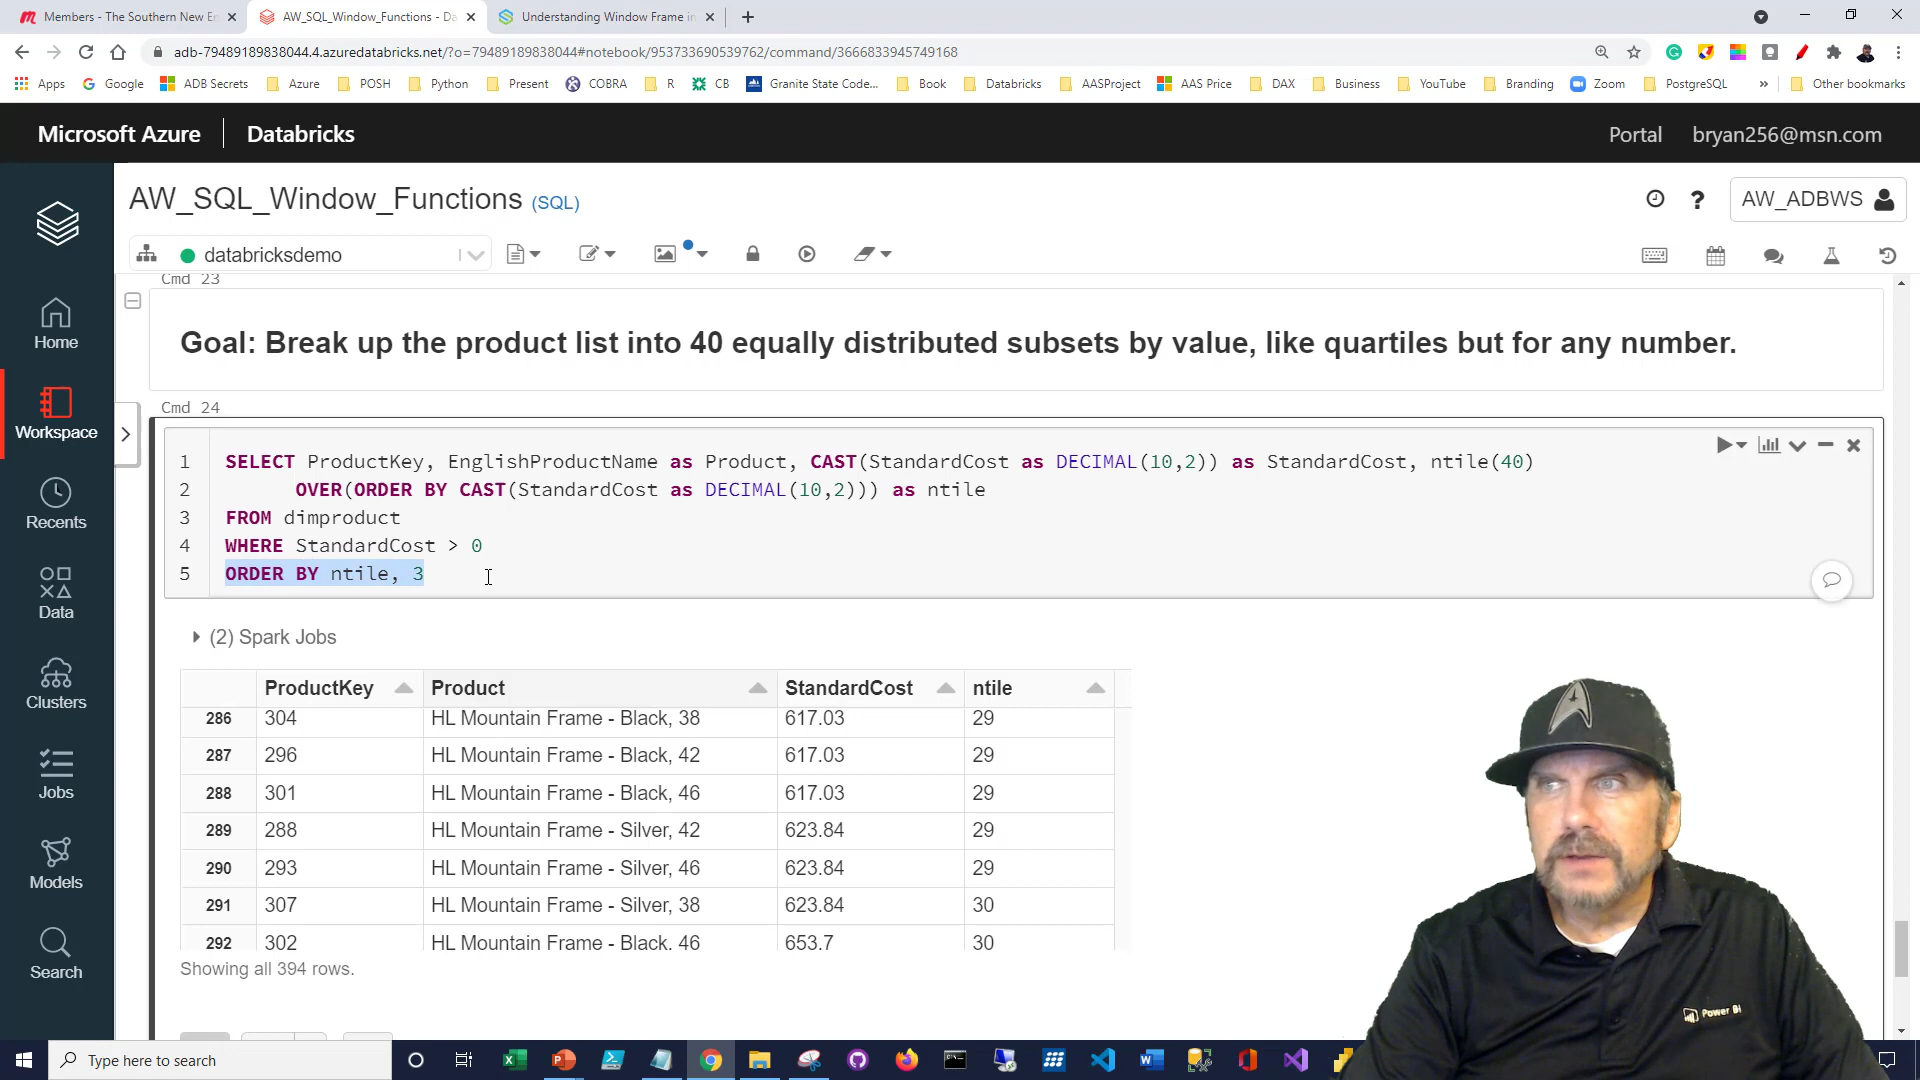 Members - The Southern New En
AW_SQL_Window_Functions - Da
Understanding Window Frame in
adb-79489189838044.4.azuredatabricks.net/?o=79489189838044#notebook/953733690539762/command/3666833945749168
Apps
Google
ADB Secrets
Azure
POSH
Python
Present
COBRA
R
CB
Granite State Code...
Book
Databricks
AASProject
AAS Price
DAX
Business
YouTube
Branding
Zoom
PostgreSQL
Other bookmarks
Microsoft Azure
Databricks
Portal
bryan256@msn.com
AW_SQL_Window_Functions (SQL)
AW_ADBWS
databricksdemo
Home
Workspace
Recents
Data
Clusters
Jobs
Models
Search
Cmd 23
Goal: Break up the product list into 40 equally distributed subsets by value, like quartiles but for any number.
Cmd 24
1 SELECT ProductKey, EnglishProductName as Product, CAST(StandardCost as DECIMAL(10,2)) as StandardCost, ntile(40)
2 OVER(ORDER BY CAST(StandardCost as DECIMAL(10,2))) as ntile
3 FROM dimproduct
4 WHERE StandardCost > 0
5 ORDER BY ntile, 3
(2) Spark Jobs
ProductKey Product StandardCost ntile
286 304 HL Mountain Frame - Black, 38 617.03 29
287 296 HL Mountain Frame - Black, 42 617.03 29
288 301 HL Mountain Frame - Black, 46 617.03 29
289 288 HL Mountain Frame - Silver, 42 623.84 29
290 293 HL Mountain Frame - Silver, 46 623.84 29
291 307 HL Mountain Frame - Silver, 38 623.84 30
292 302 HL Mountain Frame - Black, 46 653.7 30
Showing all 394 rows.
Power BI
Type here to search